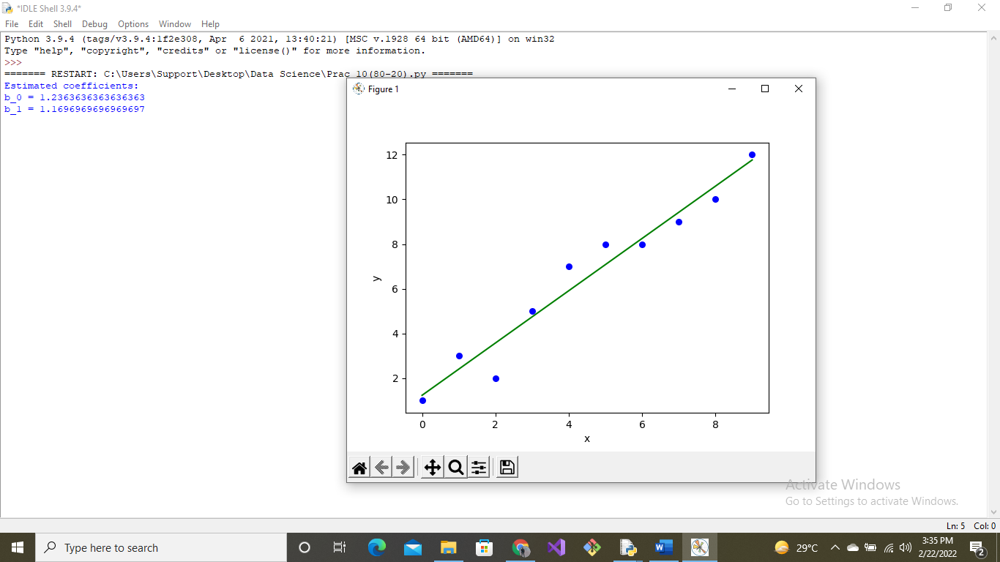 *IDLE Shell 3.9.4*
File Edit Shell Debug Options Window Help
Python 3.9.4 (tags/v3.9.4:1f2e308, Apr  6 2021, 13:40:21) [MSC v.1928 64 bit (AMD64)] on win32
Type "help", "copyright", "credits" or "license()" for more information.
>>>
======= RESTART: C:\Users\Support\Desktop\Data Science\Prac 10(80-20).py =======
Estimated coefficients:
b_0 = 1.2363636363636363
b_1 = 1.1696969696969697
Figure 1
12
10
8
6
4
2
y
0 2 4 6 8
x
Activate Windows
Go to Settings to activate Windows.
Ln: 5 Col: 0
Type here to search
29°C
3:35 PM
2/22/2022
2